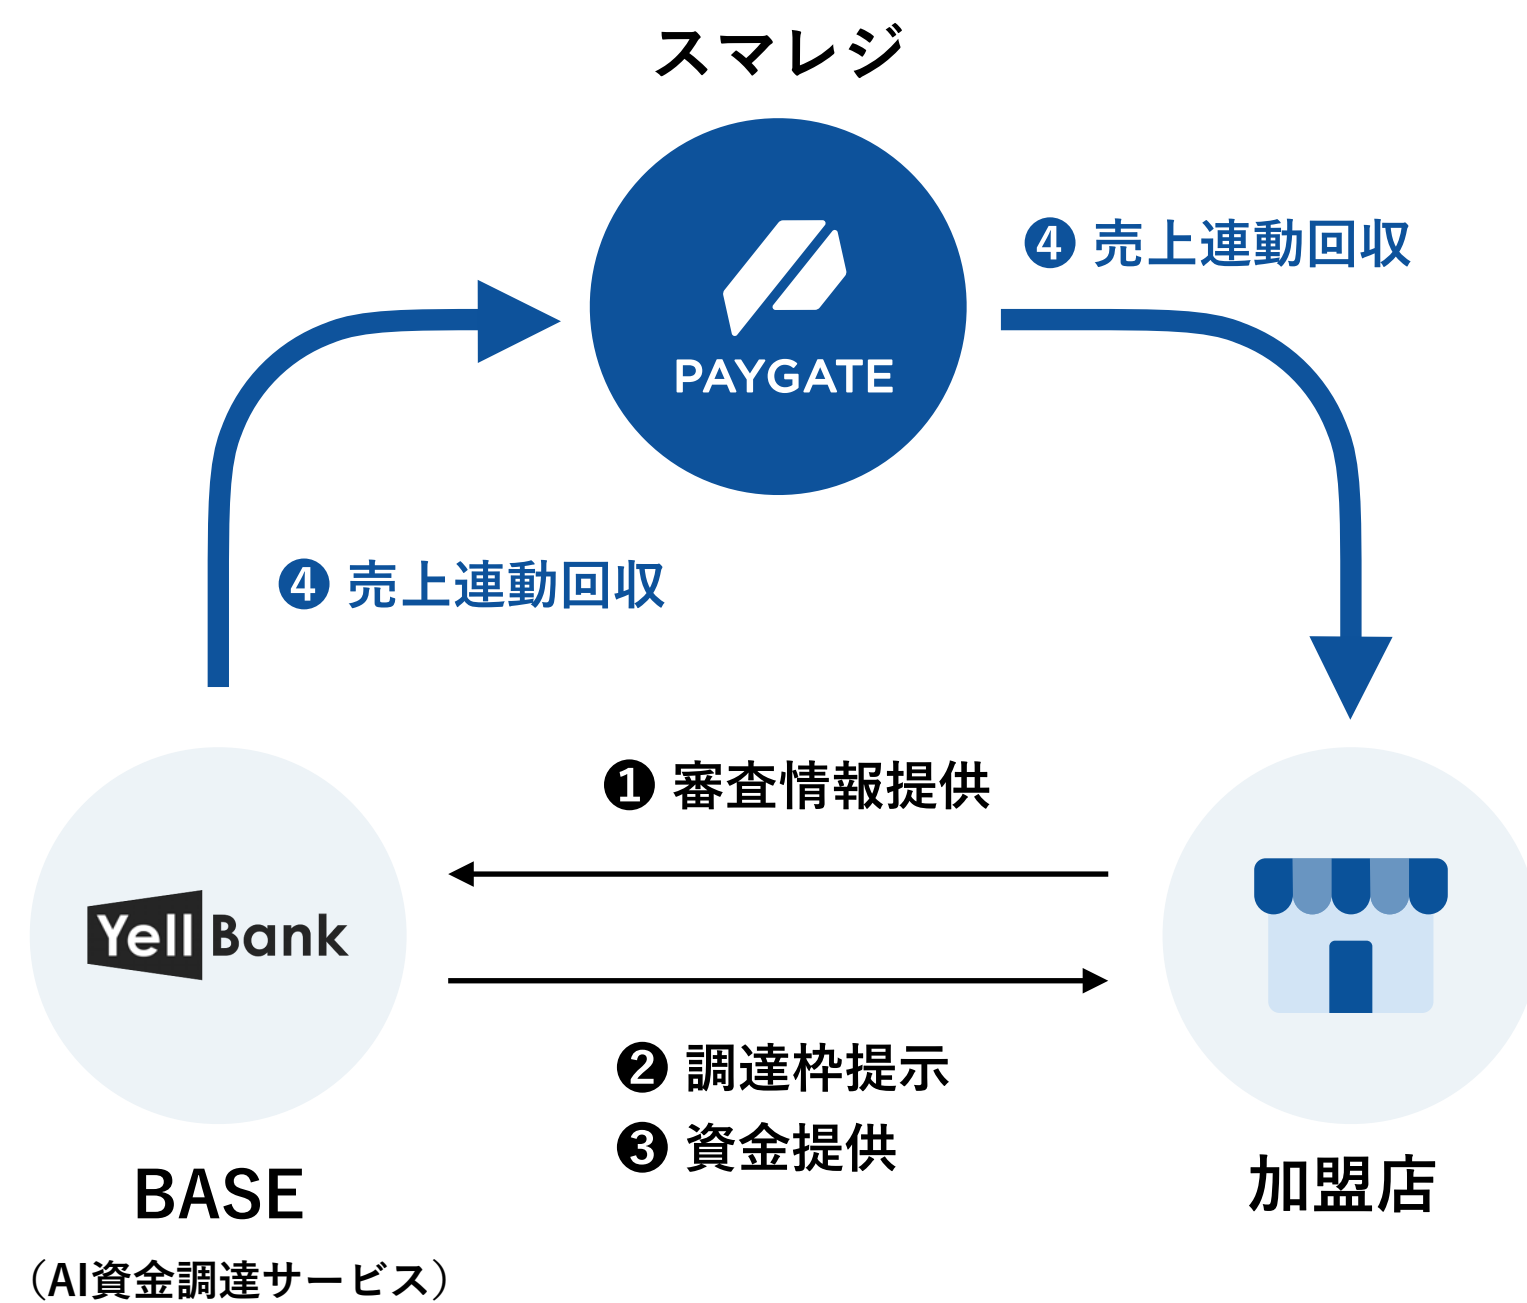 スマレジ
PAYGATE
❹ 売上連動回収
❹ 売上連動回収
❶ 審査情報提供
Yell Bank
❷ 調達枠提示
❸ 資金提供
BASE
（AI資金調達サービス）
加盟店